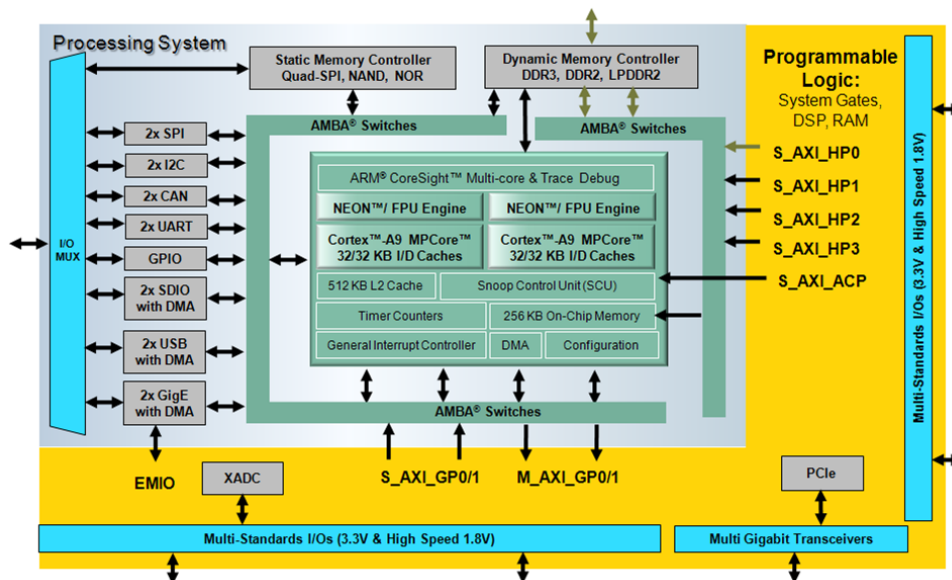 Processing System
Static Memory Controller
Quad-SPI, NAND, NOR
Dynamic Memory Controller
DDR3, DDR2, LPDDR2
Programmable
Logic:
System Gates,
DSP, RAM
AMBA® Switches
AMBA® Switches
2x SPI
2x I2C
2x CAN
2x UART
GPIO
2x SDIO
with DMA
2x USB
with DMA
2x GigE
with DMA
I/O
MUX
ARM® CoreSight™ Multi-core & Trace Debug
NEON™/ FPU Engine
NEON™/ FPU Engine
Cortex™-A9 MPCore™
32/32 KB I/D Caches
Cortex™-A9 MPCore™
32/32 KB I/D Caches
512 KB L2 Cache
Snoop Control Unit (SCU)
Timer Counters
256 KB On-Chip Memory
General Interrupt Controller
DMA
Configuration
S_AXI_HP0
S_AXI_HP1
S_AXI_HP2
S_AXI_HP3
S_AXI_ACP
AMBA® Switches
EMIO
XADC
S_AXI_GP0/1
M_AXI_GP0/1
PCIe
Multi-Standards I/Os (3.3V & High Speed 1.8V)
Multi-Standards I/Os (3.3V & High Speed 1.8V)
Multi Gigabit Transceivers